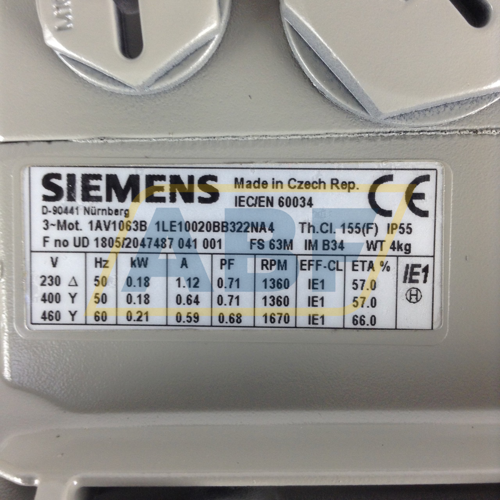 SIEMENS Made in Czech Rep. CE
D-90441 Nürnberg IEC/EN 60034
3~Mot. 1AV1063B 1LE10020BB322NA4 Th.Cl. 155(F) IP55
F no UD 1805/2047487 041 001 FS 63M IM B34 WT 4kg
V Hz kW A PF RPM EFF-CL ETA % IE1
230 Δ 50 0.18 1.12 0.71 1360 IE1 57.0 H
400 Y 50 0.18 0.64 0.71 1360 IE1 57.0
460 Y 60 0.21 0.59 0.68 1670 IE1 66.0
ABF